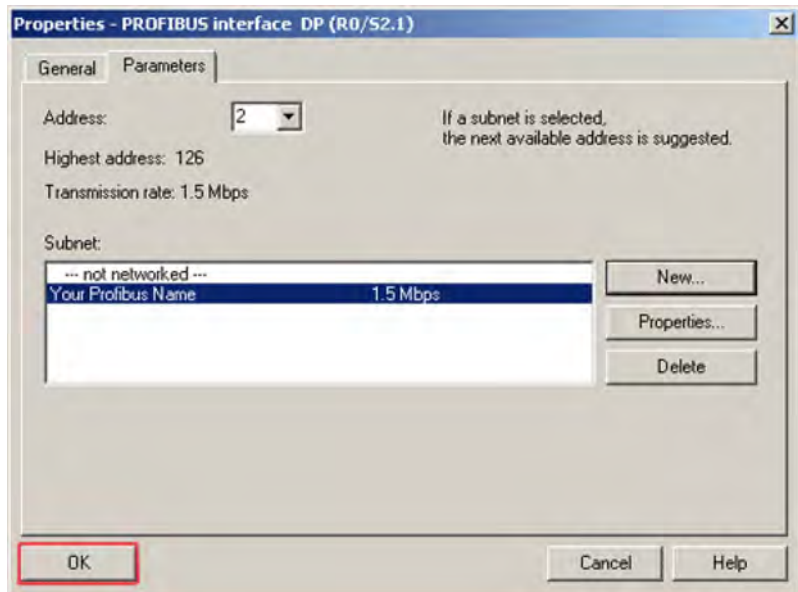 Properties - PROFIBUS interface DP (R0/S2.1)
General Parameters
Address: 2
If a subnet is selected,
the next available address is suggested.
Highest address: 126
Transmission rate: 1.5 Mbps
Subnet:
--- not networked ---
Your Profibus Name 1.5 Mbps
New...
Properties...
Delete
OK Cancel Help